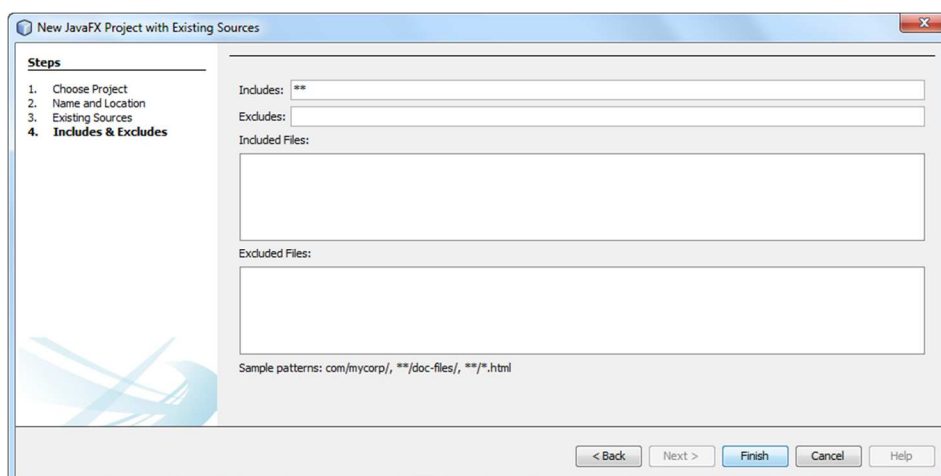 New JavaFX Project with Existing Sources
Steps
1. Choose Project
2. Name and Location
3. Existing Sources
4. Includes & Excludes
Includes: **
Excludes:
Included Files:
Excluded Files:
Sample patterns: com/mycorp/, **/doc-files/, **/*.html
< Back Next > Finish Cancel Help